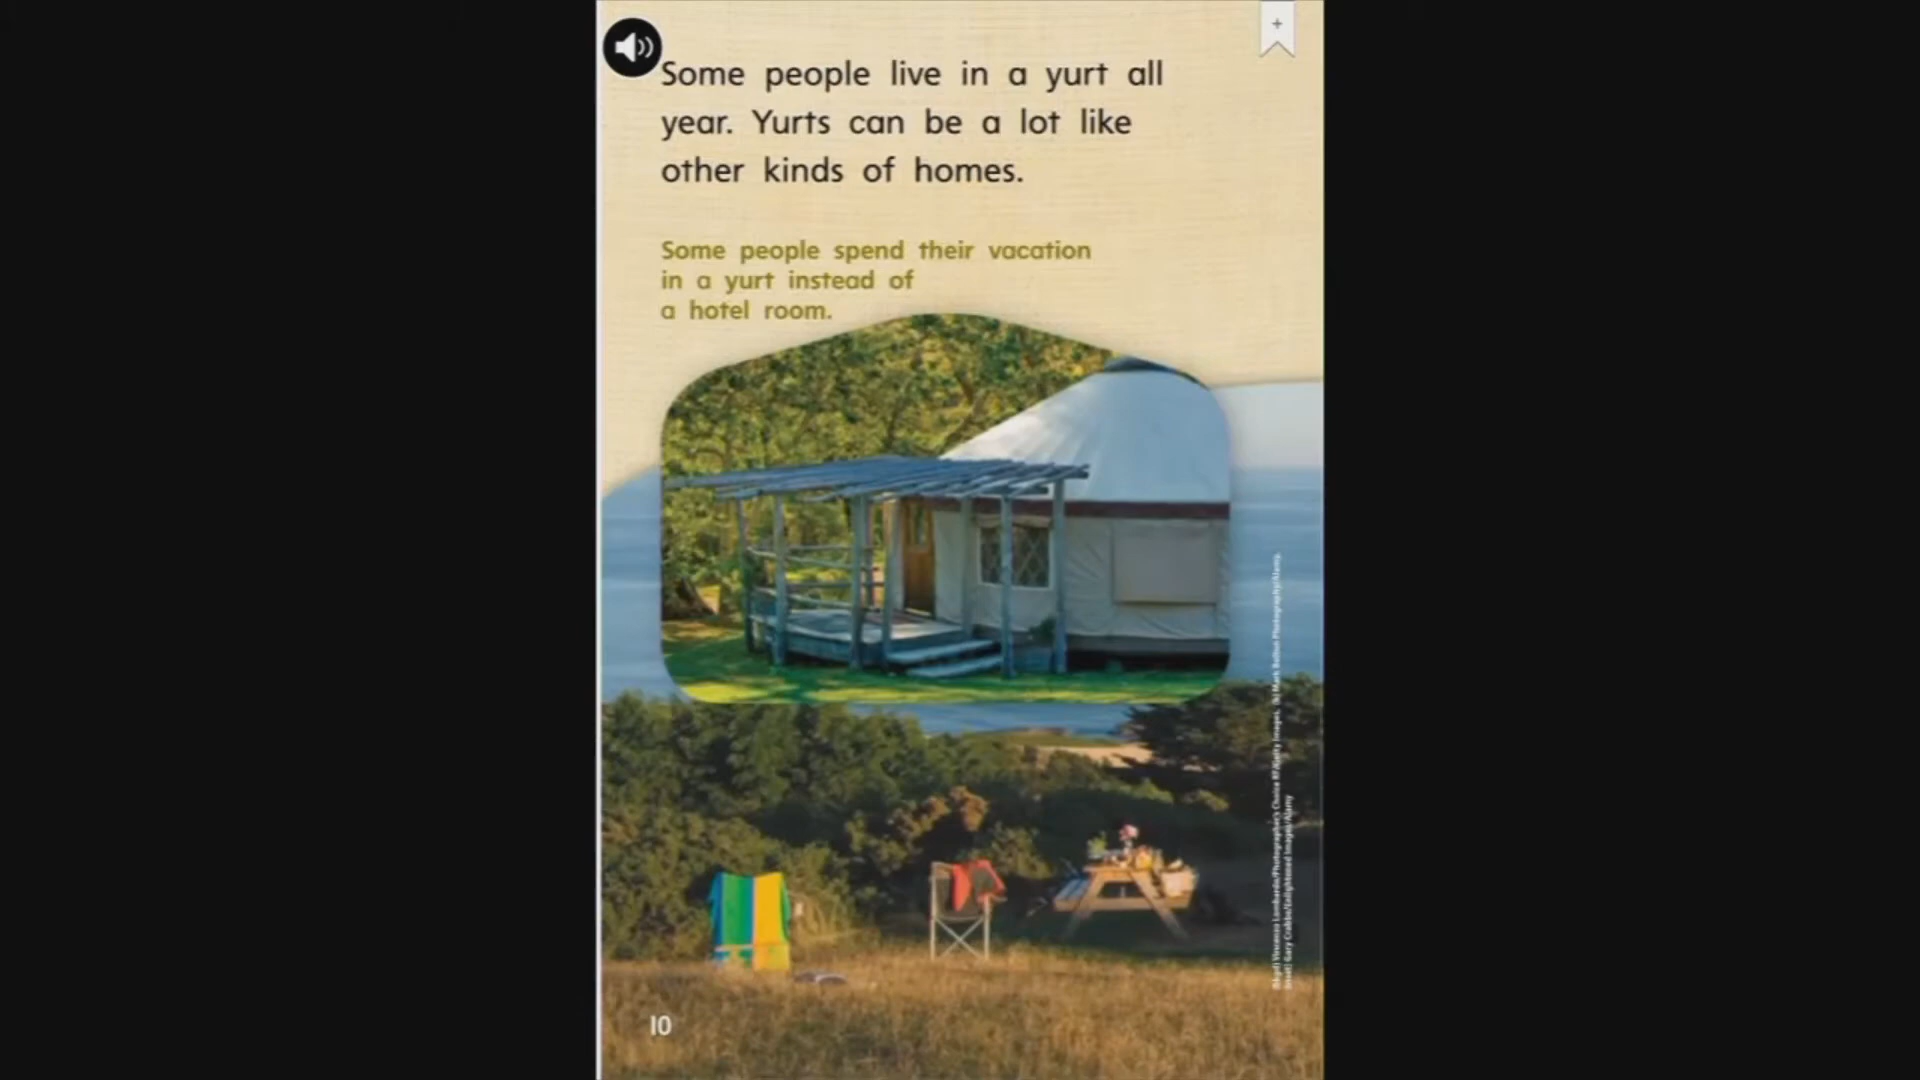 Some people live in a yurt all
year. Yurts can be a lot like
other kinds of homes.
Some people spend their vacation
in a yurt instead of
a hotel room.
10